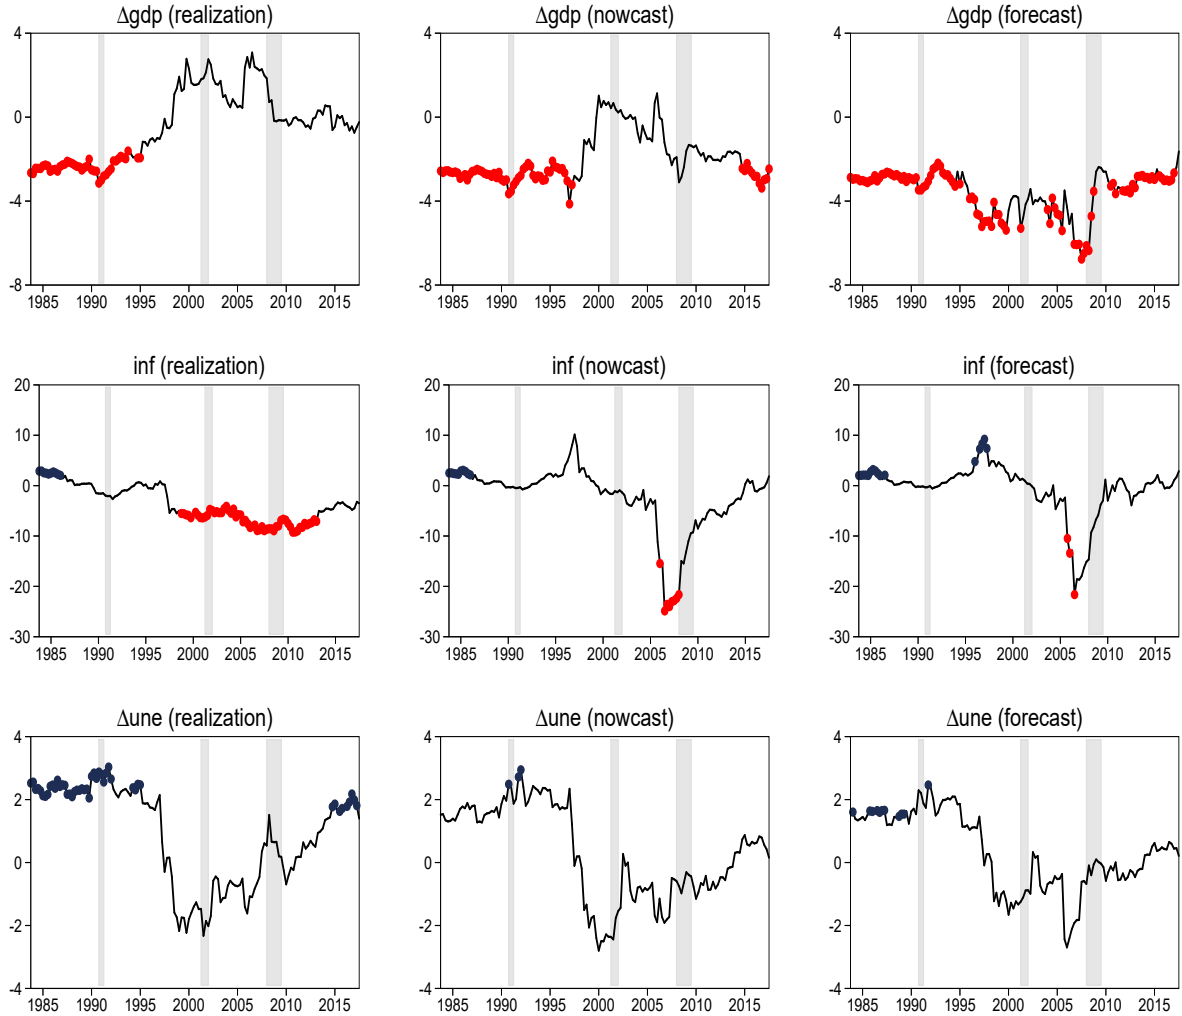 Δgdp (realization) Δgdp (nowcast) Δgdp (forecast)
4 4 4
0 0 0
-4 -4 -4
-8 -8 -8
1985 1990 1995 2000 2005 2010 2015 1985 1990 1995 2000 2005 2010 2015 1985 1990 1995 2000 2005 2010 2015
inf (realization) inf (nowcast) inf (forecast)
20 20 20
10 10 10
0 0 0
-10 -10 -10
-20 -20 -20
-30 -30 -30
1985 1990 1995 2000 2005 2010 2015 1985 1990 1995 2000 2005 2010 2015 1985 1990 1995 2000 2005 2010 2015
Δune (realization) Δune (nowcast) Δune (forecast)
4 4 4
2 2 2
0 0 0
-2 -2 -2
-4 -4 -4
1985 1990 1995 2000 2005 2010 2015 1985 1990 1995 2000 2005 2010 2015 1985 1990 1995 2000 2005 2010 2015